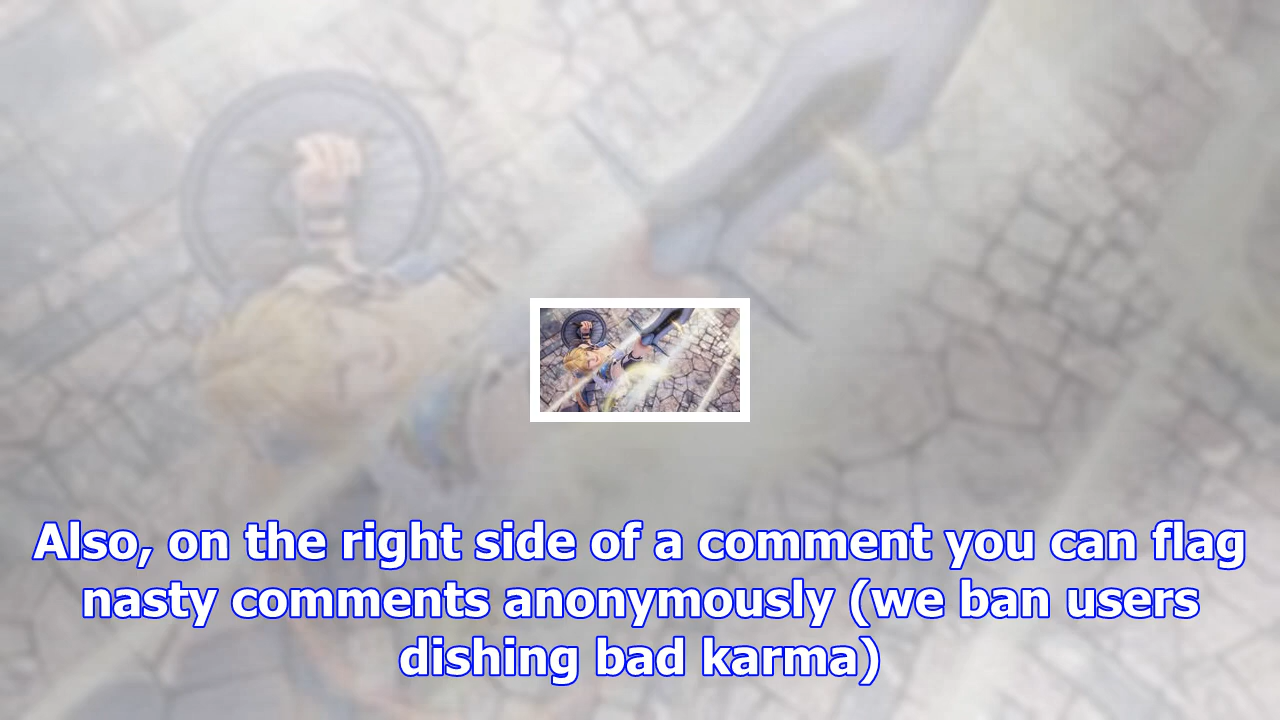 Also, on the right side of a comment you can flag
nasty comments anonymously (we ban users
dishing bad karma)